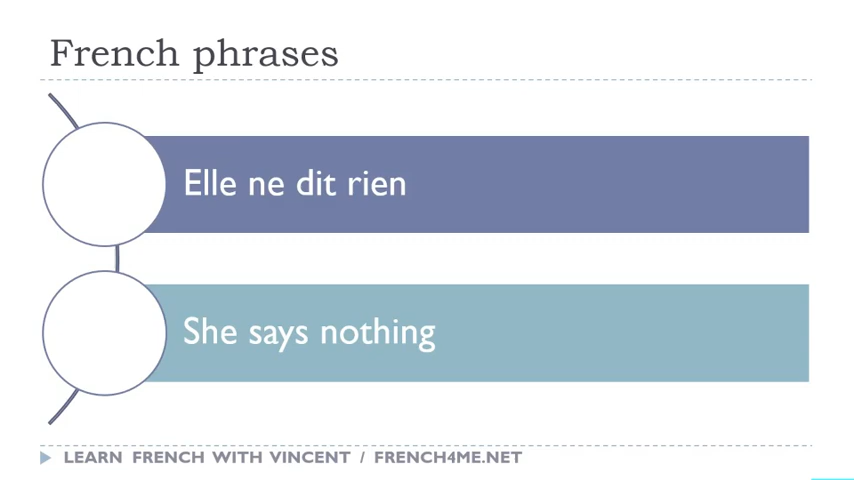 French phrases
Elle ne dit rien
She says nothing
LEARN FRENCH WITH VINCENT / FRENCH4ME.NET